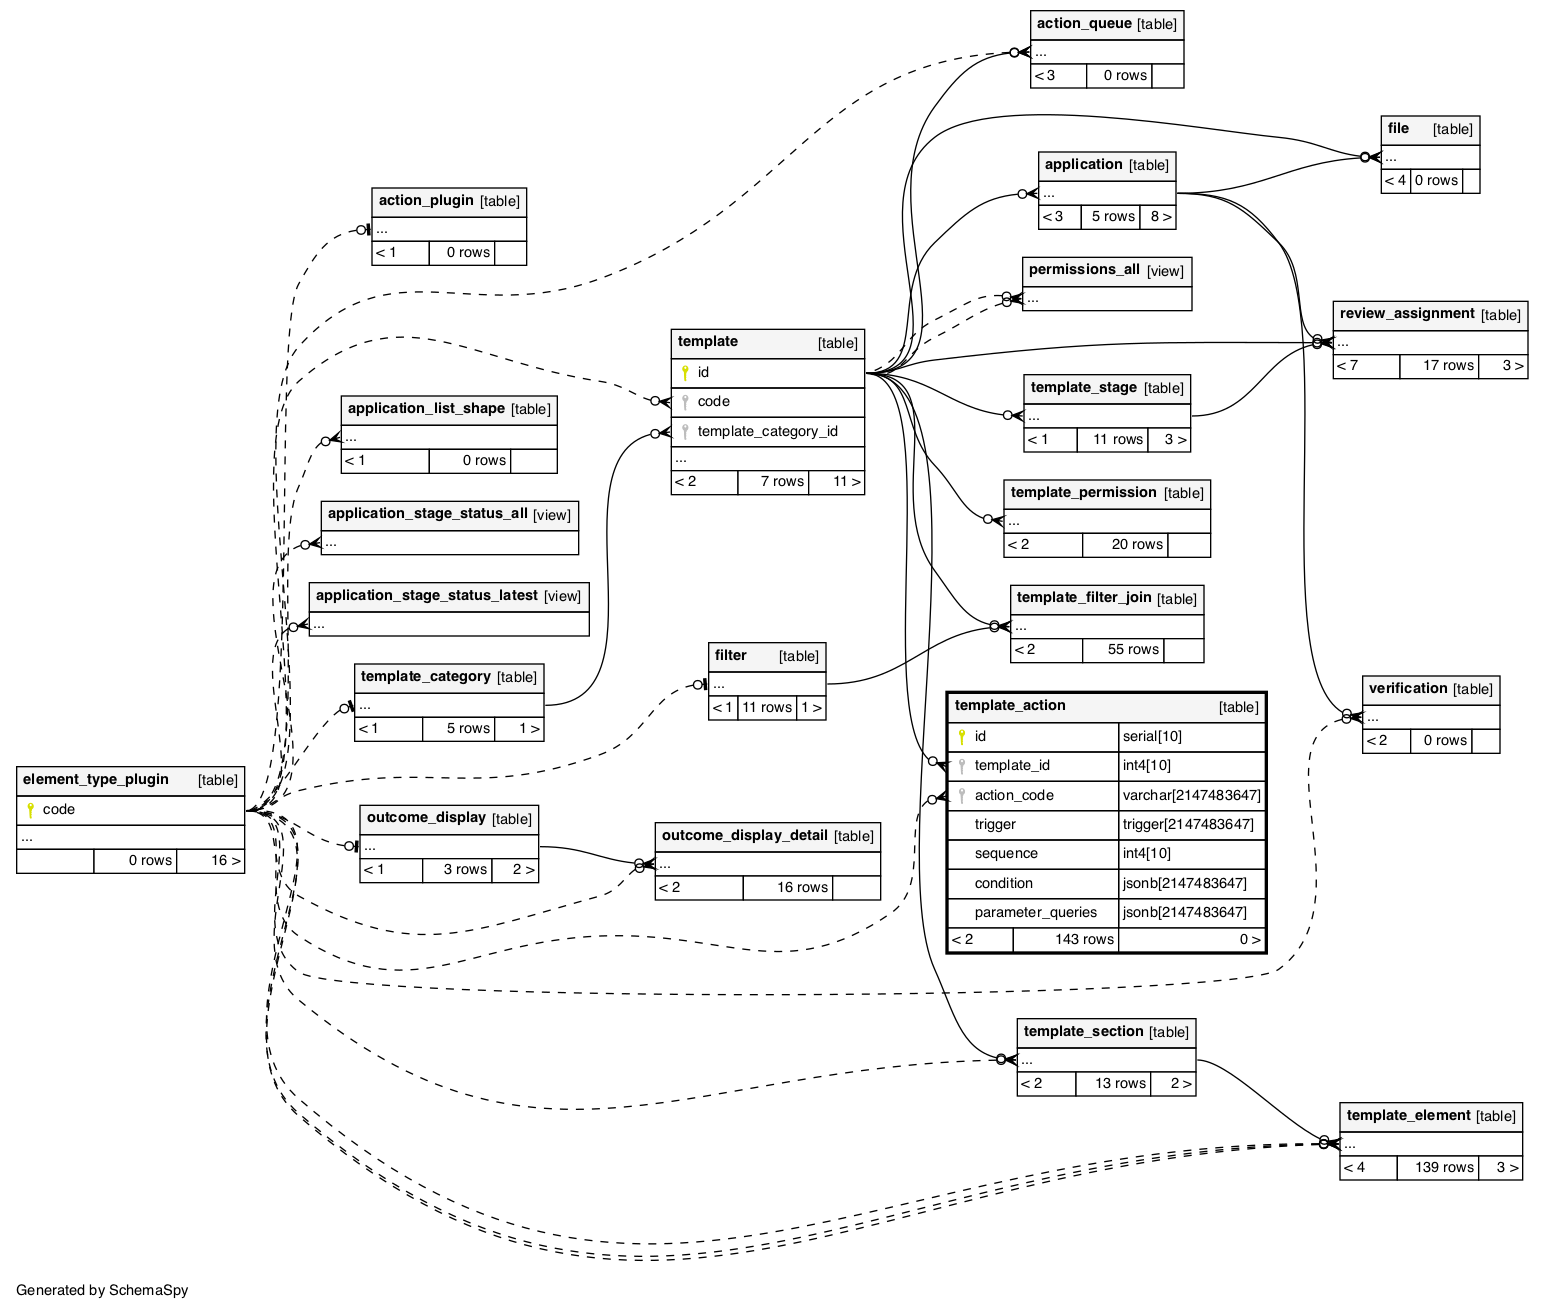 action_queue [table]
...
< 3 0 rows
file [table]
...
< 4 0 rows
application [table]
...
< 3 5 rows 8 >
action_plugin [table]
...
< 1 0 rows
permissions_all [view]
...
review_assignment [table]
...
< 7 17 rows 3 >
template [table]
id
code
template_category_id
...
< 2 7 rows 11 >
template_stage [table]
...
< 1 11 rows 3 >
application_list_shape [table]
...
< 1 0 rows
template_permission [table]
...
< 2 20 rows
application_stage_status_all [view]
...
application_stage_status_latest [view]
...
template_filter_join [table]
...
< 2 55 rows
filter [table]
...
< 1 11 rows 1 >
template_category [table]
...
< 1 5 rows 1 >
verification [table]
...
< 2 0 rows
template_action [table]
id serial[10]
template_id int4[10]
action_code varchar[2147483647]
trigger trigger[2147483647]
sequence int4[10]
condition jsonb[2147483647]
parameter_queries jsonb[2147483647]
< 2 143 rows 0 >
element_type_plugin [table]
code
...
0 rows 16 >
outcome_display [table]
...
< 1 3 rows 2 >
outcome_display_detail [table]
...
< 2 16 rows
template_section [table]
...
< 2 13 rows 2 >
template_element [table]
...
< 4 139 rows 3 >
Generated by SchemaSpy